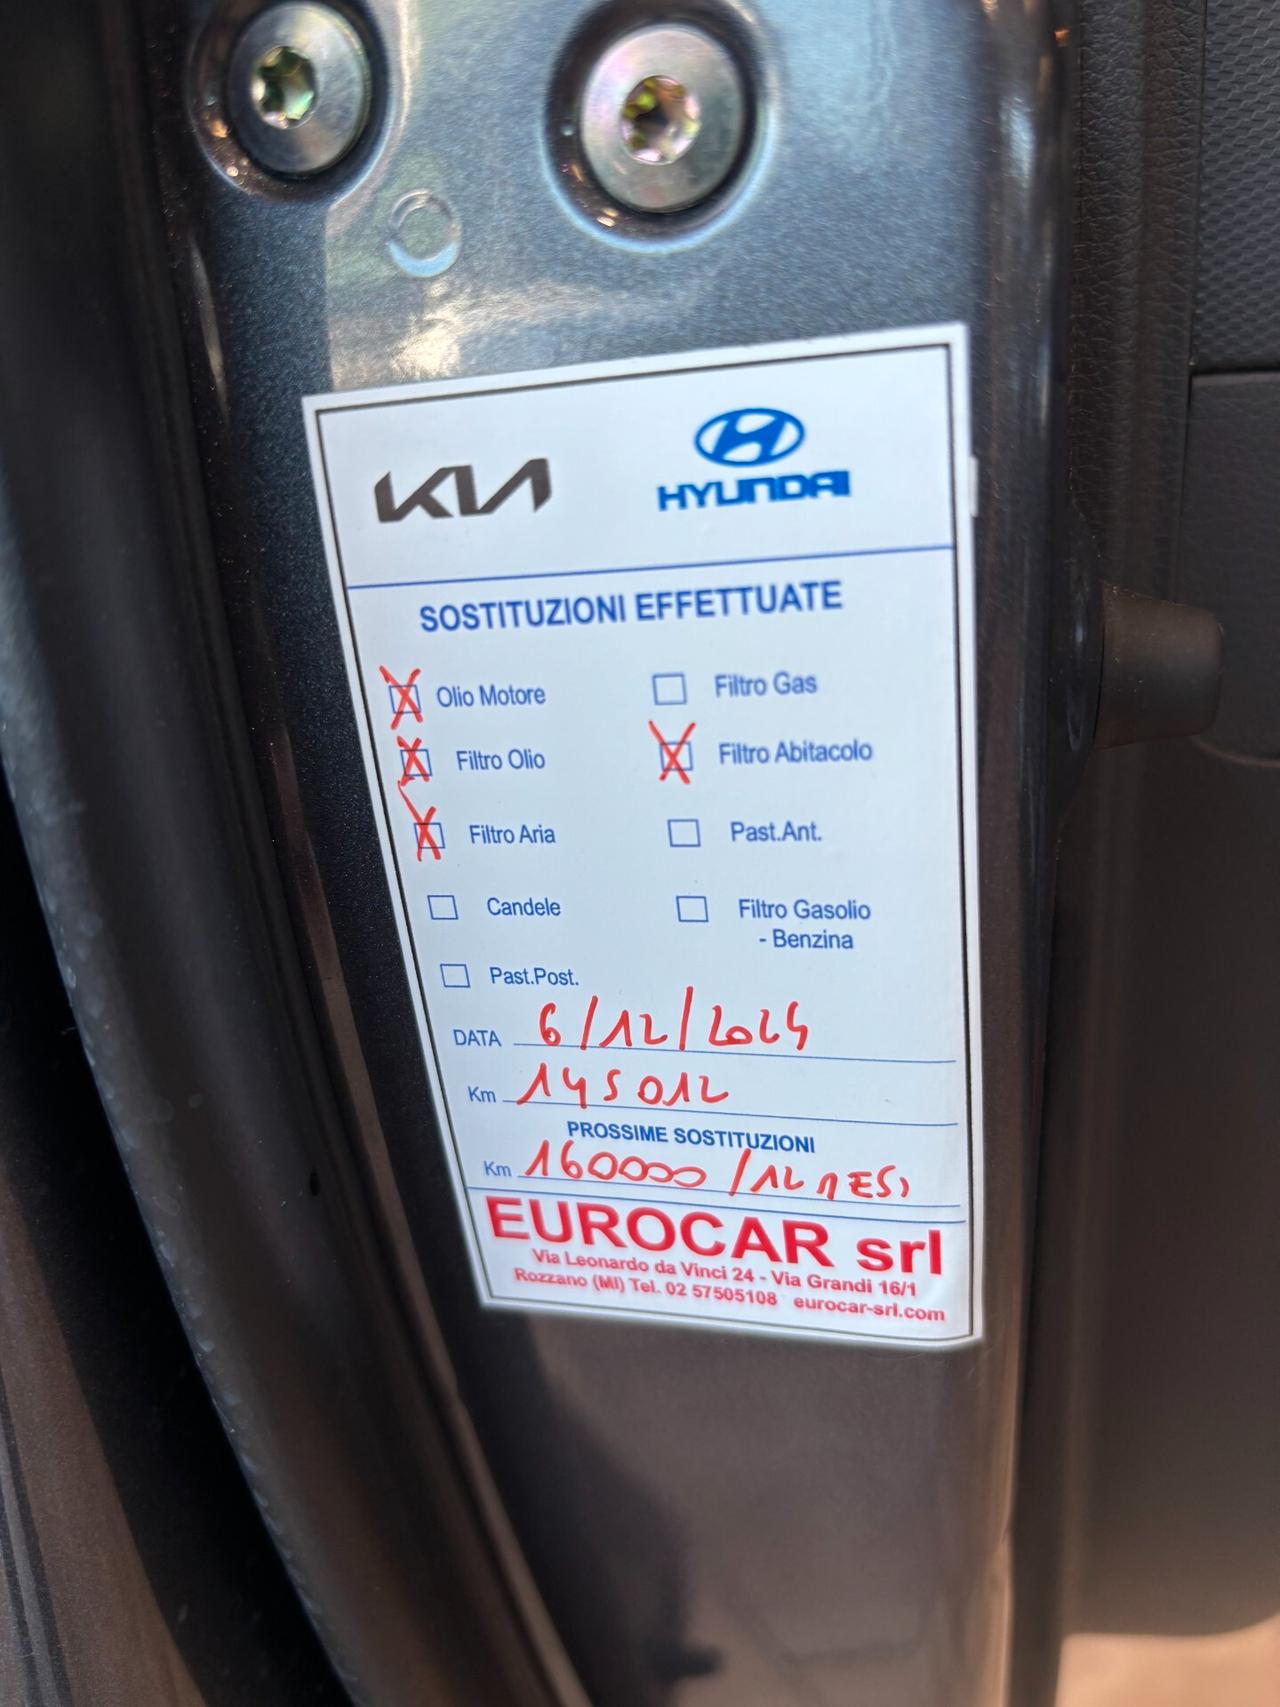 KIA HYUNDAI
SOSTITUZIONI EFFETTUATE
Olio Motore Filtro Gas
Filtro Olio Filtro Abitacolo
Filtro Aria Past.Ant.
Candele Filtro Gasolio
- Benzina
Past.Post.
DATA 6/12/2024
Km 145012
PROSSIME SOSTITUZIONI
Km 160000/12 MESI
EUROCAR srl
Via Leonardo da Vinci 24 - Via Grandi 16/1
Rozzano (MI) Tel. 02 57505108 eurocar-srl.com